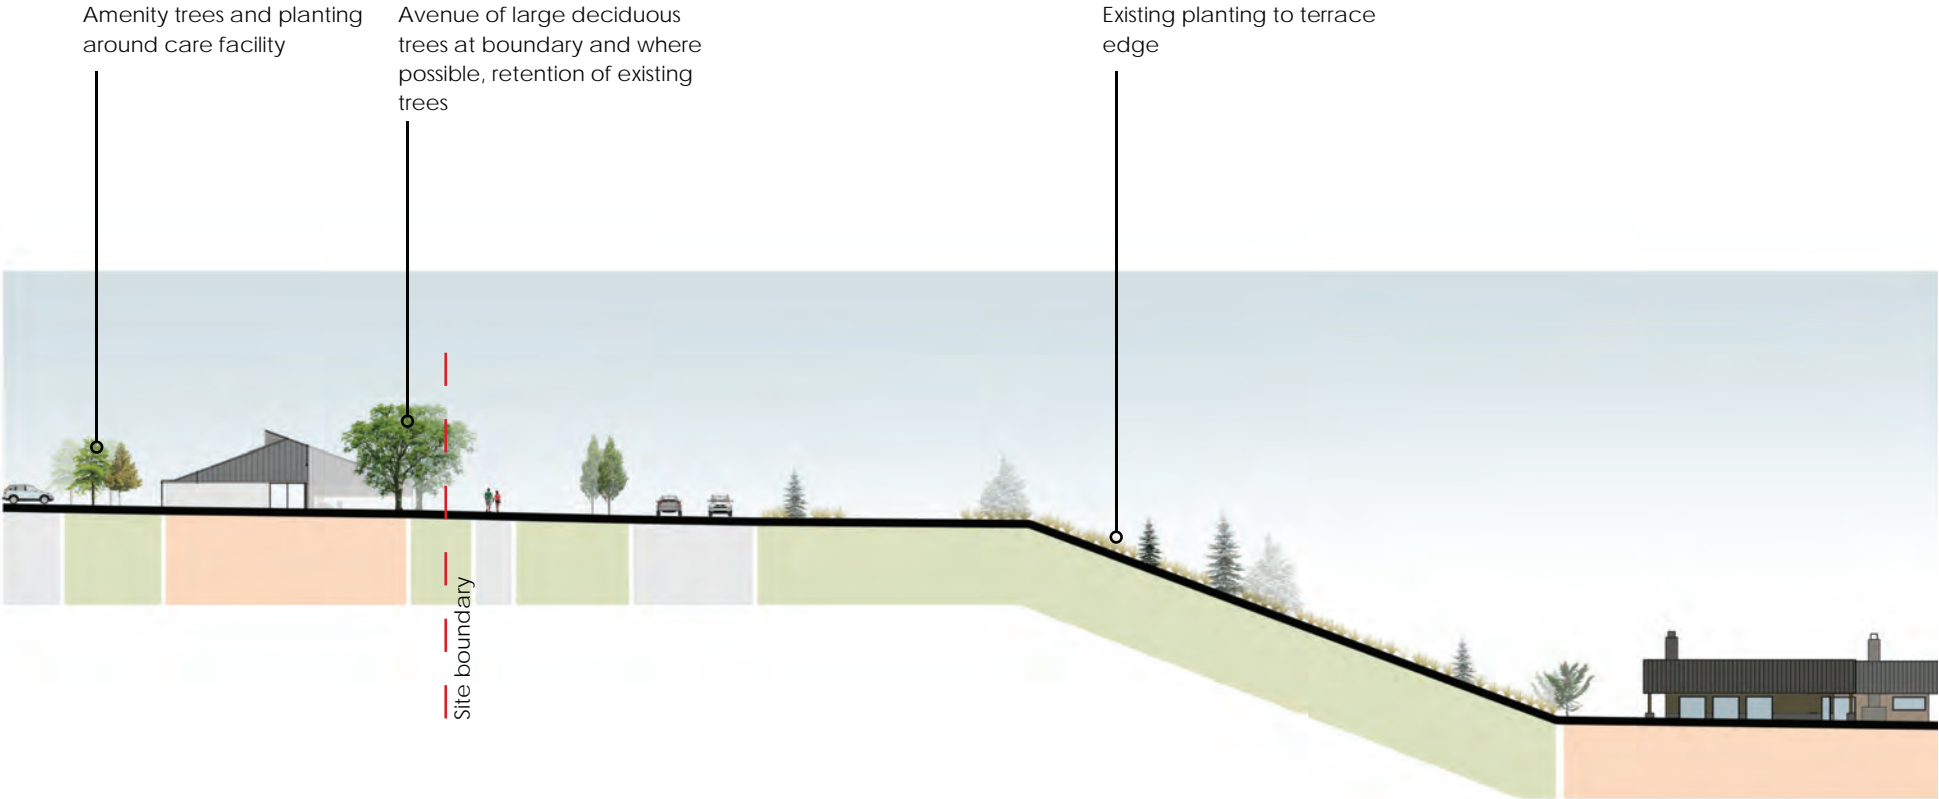 Amenity trees and planting
around care facility
Avenue of large deciduous
trees at boundary and where
possible, retention of existing
trees
Existing planting to terrace
edge
Site boundary